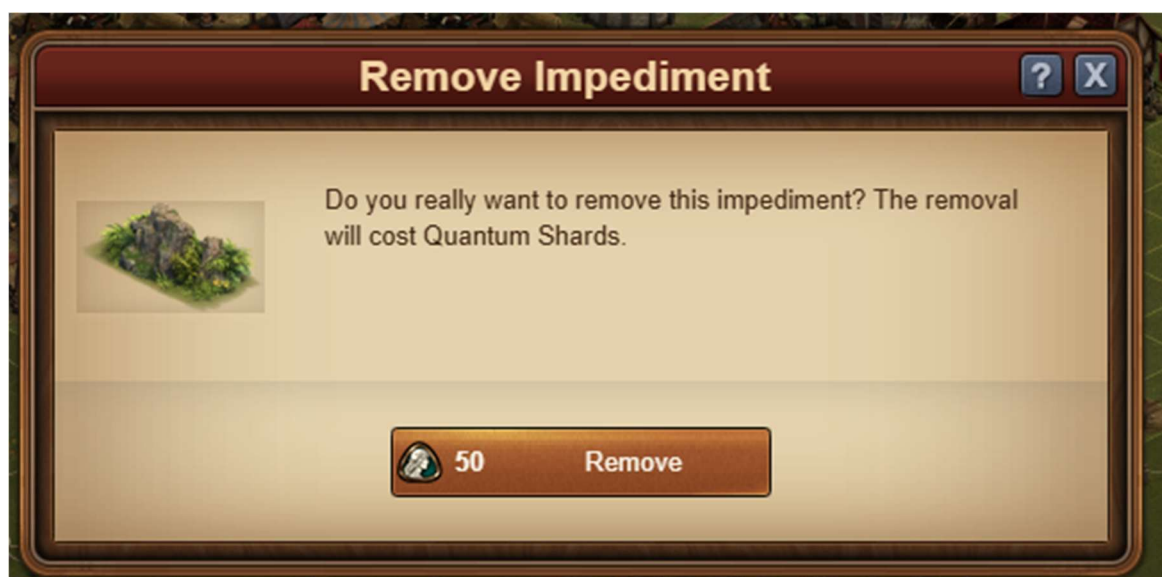 Remove Impediment
? X
Do you really want to remove this impediment? The removal
will cost Quantum Shards.
50 Remove